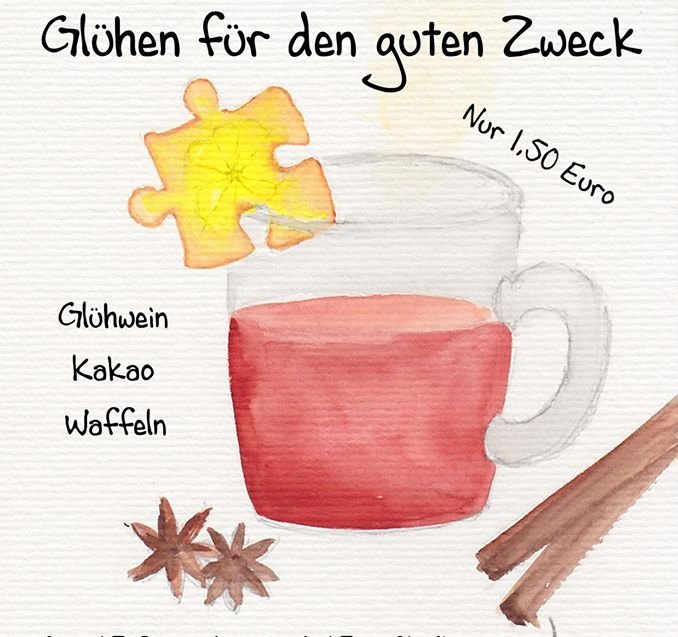 Glühen für den guten Zweck
Nur 1,50 Euro
Glühwein
Kakao
Waffeln